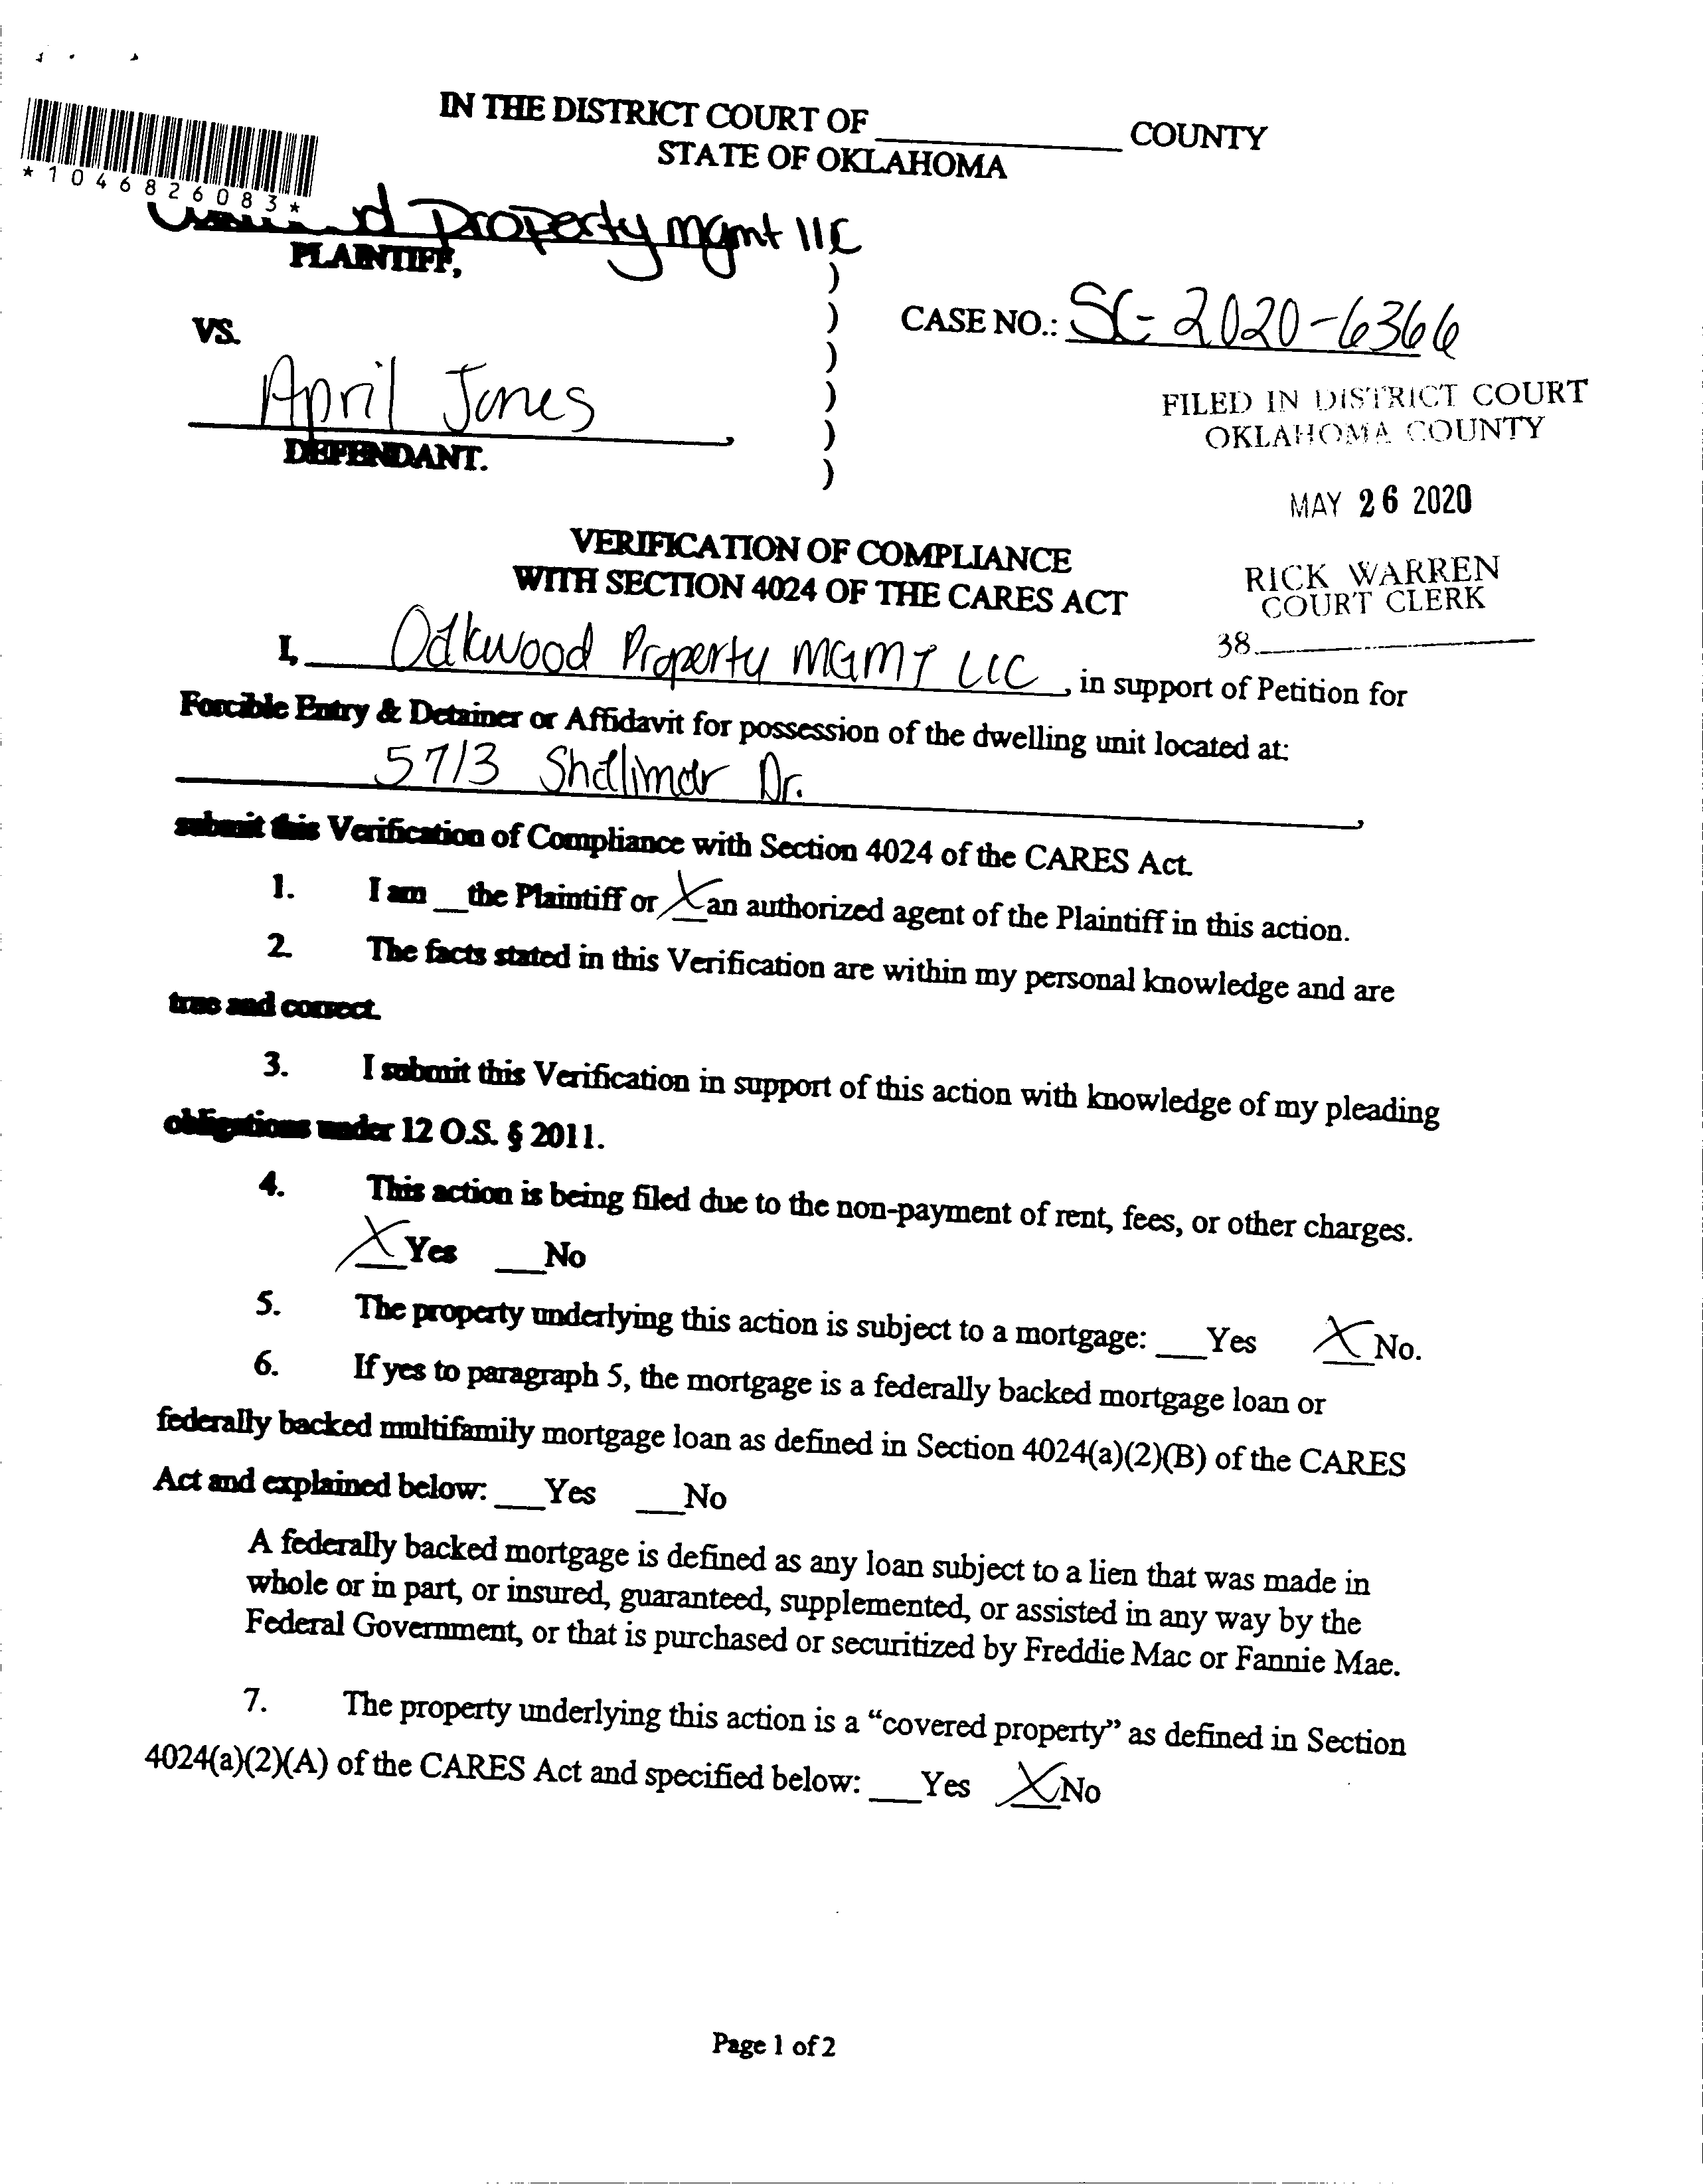 IN THE DISTRICT COURT OF ____________ COUNTY
STATE OF OKLAHOMA
*1046826083*
Property mgmt llc
PLAINTIFF, )
)
VS. ) CASE NO.: SC-2020-6366
)
April Jones , )
DEFENDANT. )
)
FILED IN DISTRICT COURT
OKLAHOMA COUNTY
MAY 26 2020
RICK WARREN
COURT CLERK
38
VERIFICATION OF COMPLIANCE
WITH SECTION 4024 OF THE CARES ACT
I, Oakwood Property MGMT LLC , in support of Petition for
Forcible Entry & Detainer or Affidavit for possession of the dwelling unit located at:
5713 Shalimar Dr. ,
submit this Verification of Compliance with Section 4024 of the CARES Act.
1. I am __the Plaintiff or X an authorized agent of the Plaintiff in this action.
2. The facts stated in this Verification are within my personal knowledge and are
true and correct.
3. I submit this Verification in support of this action with knowledge of my pleading
obligations under 12 O.S. § 2011.
4. This action is being filed due to the non-payment of rent, fees, or other charges.
X Yes ___No
5. The property underlying this action is subject to a mortgage: ___Yes X No.
6. If yes to paragraph 5, the mortgage is a federally backed mortgage loan or
federally backed multifamily mortgage loan as defined in Section 4024(a)(2)(B) of the CARES
Act and explained below: ___Yes ___No
A federally backed mortgage is defined as any loan subject to a lien that was made in
whole or in part, or insured, guaranteed, supplemented, or assisted in any way by the
Federal Government, or that is purchased or securitized by Freddie Mac or Fannie Mae.
7. The property underlying this action is a “covered property” as defined in Section
4024(a)(2)(A) of the CARES Act and specified below: ___Yes X No
Page 1 of 2